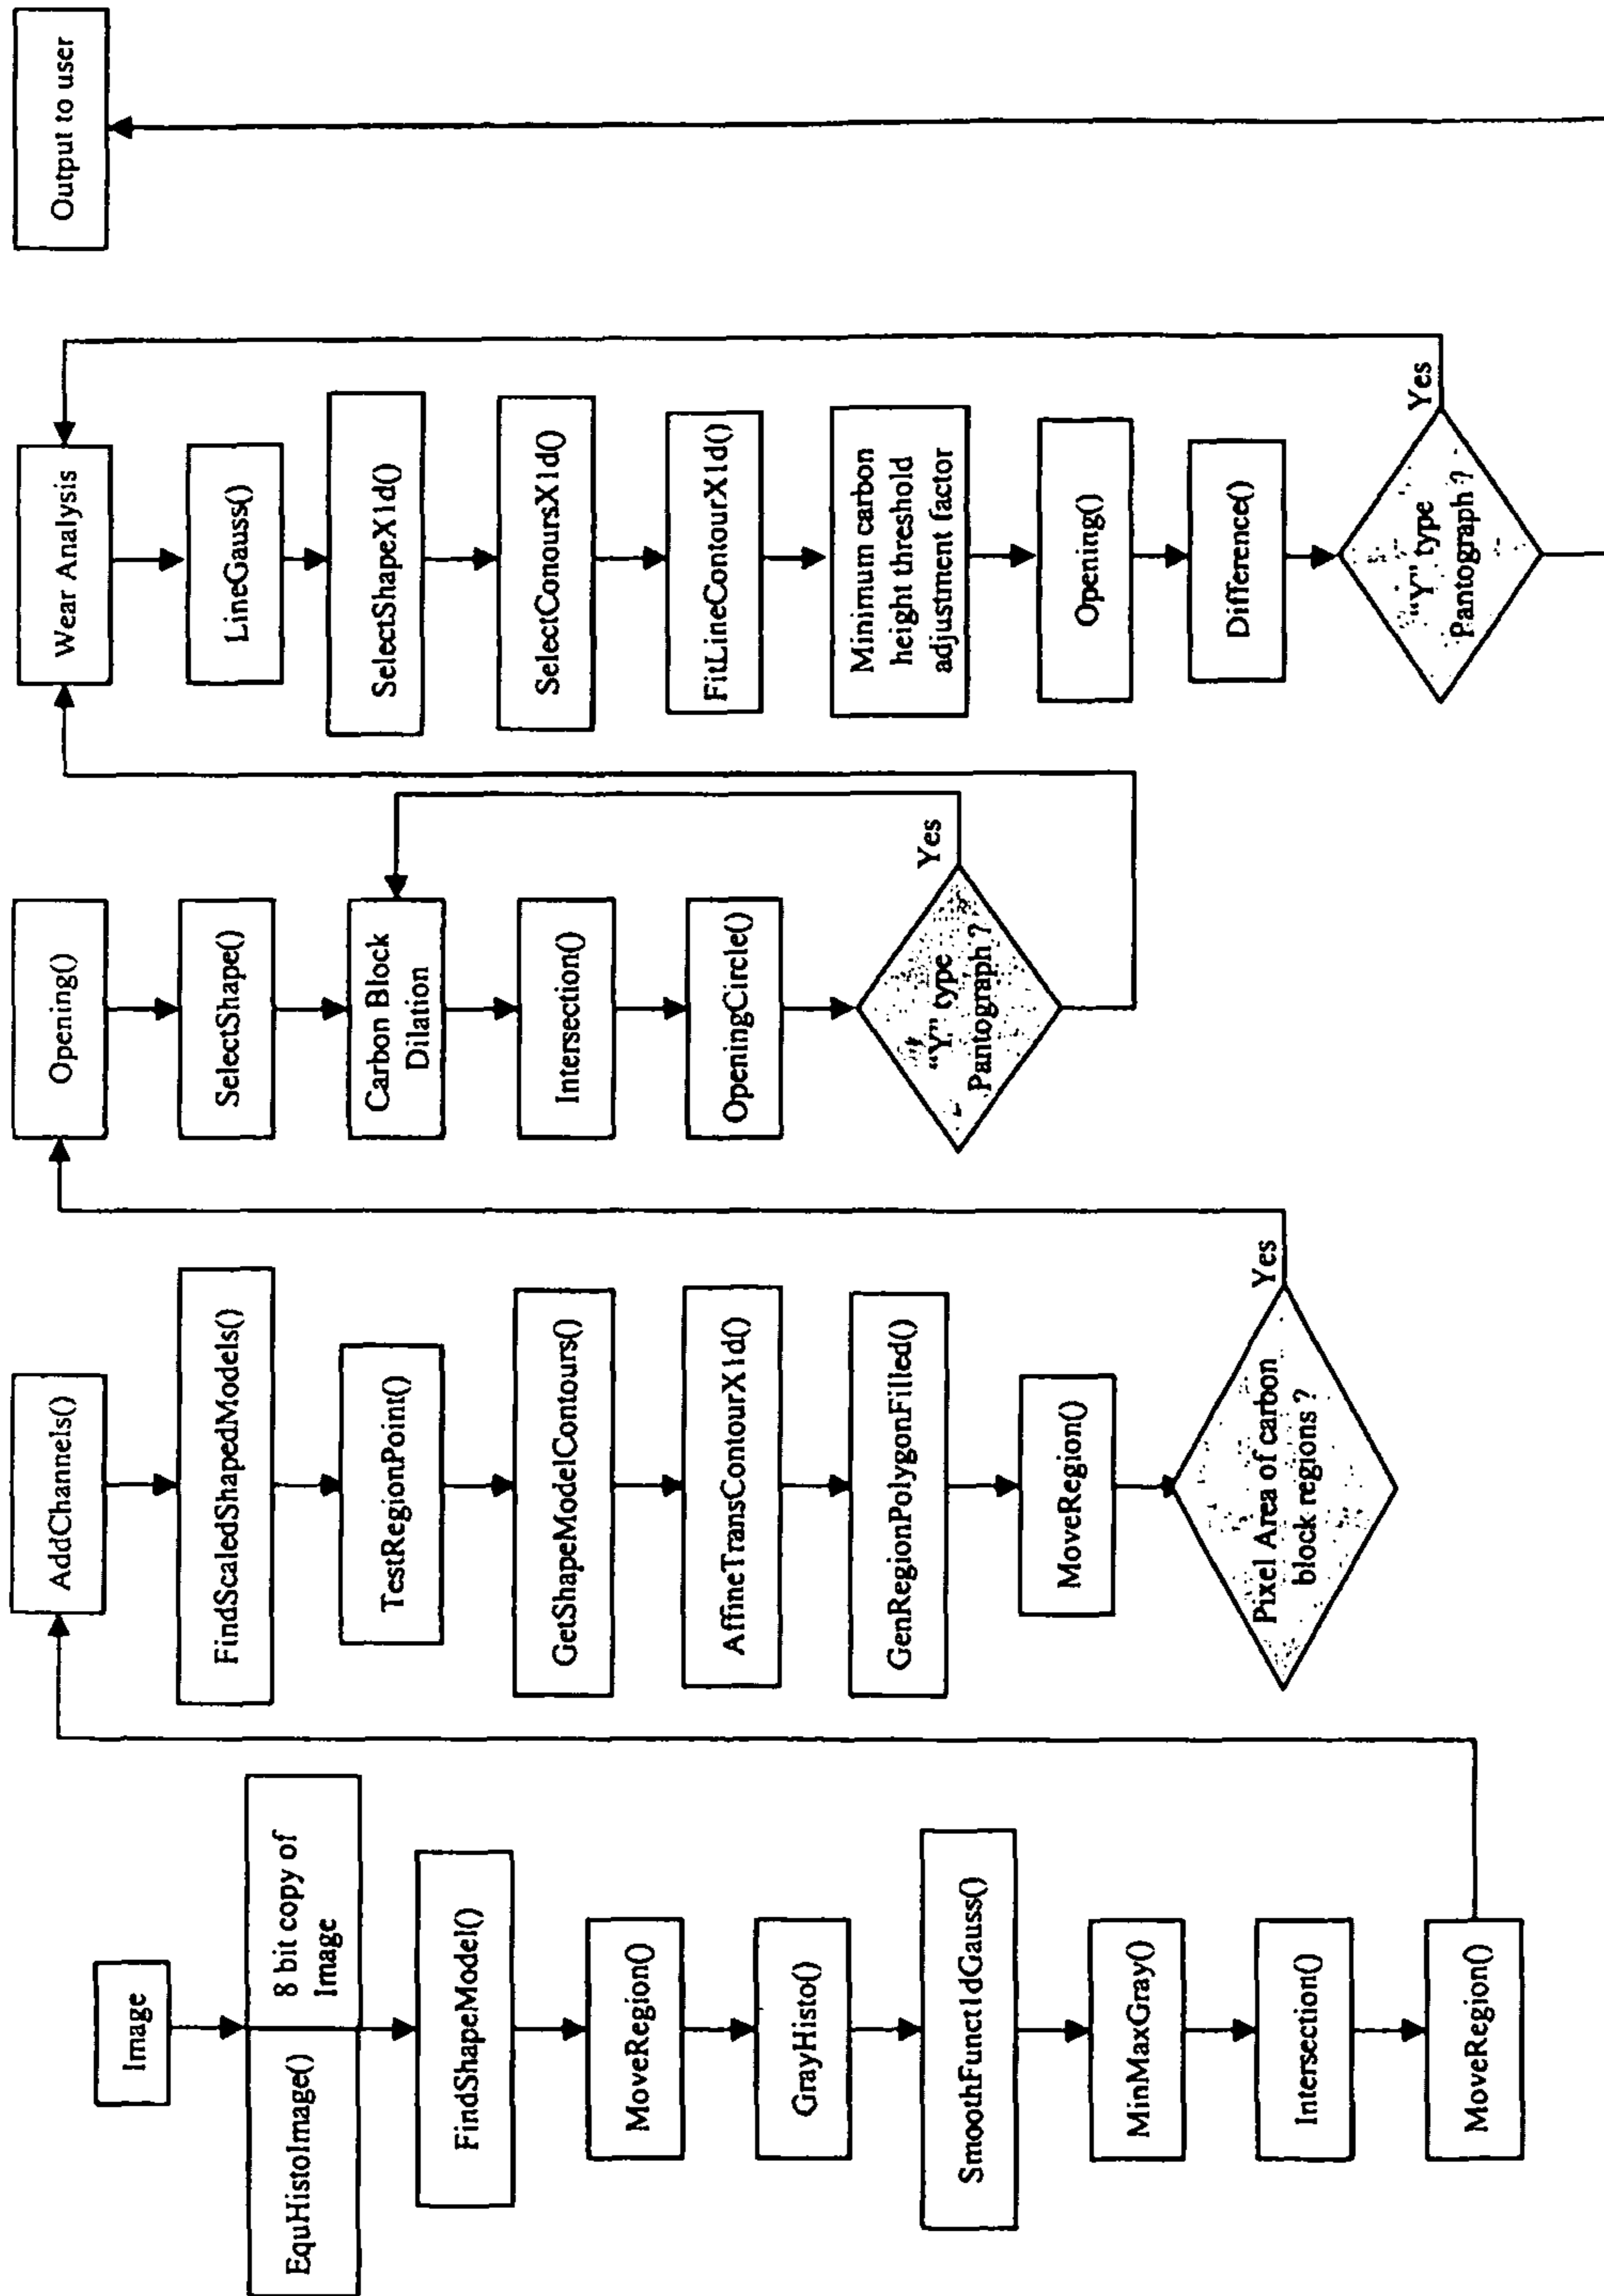 Image
EquHistoImage()
8 bit copy of
Image
FindShapeModel()
MoveRegion()
GrayHisto()
SmoothFunct1dGauss()
MinMaxGray()
Intersection()
MoveRegion()
AddChannels()
FindScaledShapedModels()
TestRegionPoint()
GetShapeModelContours()
AffineTransContourX1d()
GenRegionPolygonFilled()
MoveRegion()
Pixel Area of carbon
block regions ?
Yes
Opening()
SelectShape()
Carbon Block
Dilation
Intersection()
OpeningCircle()
"Y" type
Pantograph ?
Yes
Wear Analysis
LineGauss()
SelectShapeX1d()
SelectConoursX1d()
FitLineContourX1d()
Minimum carbon
height threshold
adjustment factor
Opening()
Difference()
"Y" type
Pantograph ?
Yes
Output to user